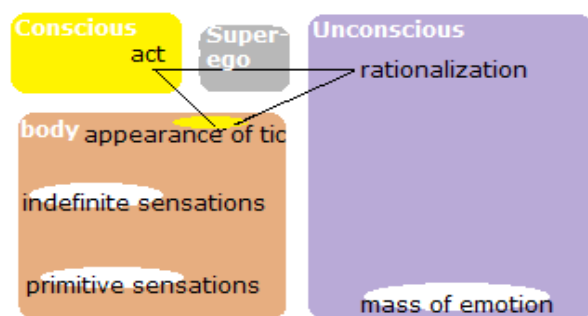 Conscious
act
Super-
ego
Unconscious
rationalization
body
appearance of tic
indefinite sensations
primitive sensations
mass of emotion